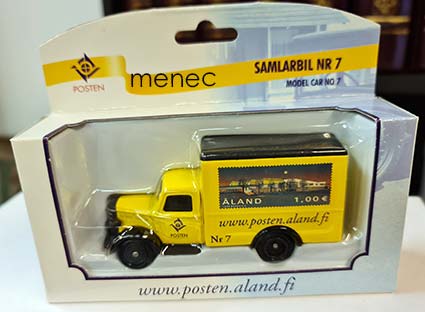 POSTEN
menec
SAMLARBIL NR 7
MODEL CAR NO 7
ÅLAND 1,00€
www.posten.aland.fi
POSTEN
Nr 7
www.posten.aland.fi